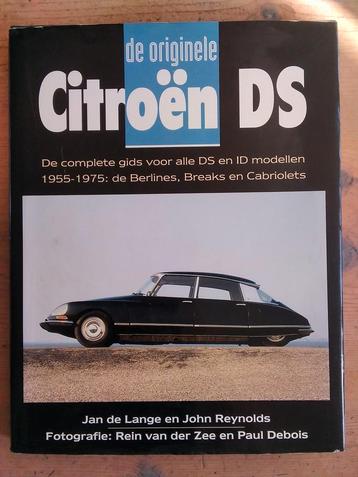 de originele
Citroën DS
De complete gids voor alle DS en ID modellen
1955-1975: de Berlines, Breaks en Cabriolets
Jan de Lange en John Reynolds
Fotografie: Rein van der Zee en Paul Debois